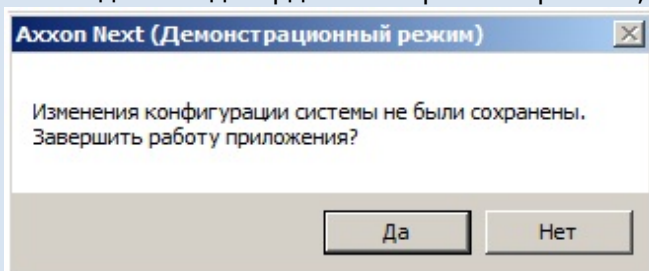 Axxon Next (Демонстрационный режим)
Изменения конфигурации системы не были сохранены.
Завершить работу приложения?
Да
Нет